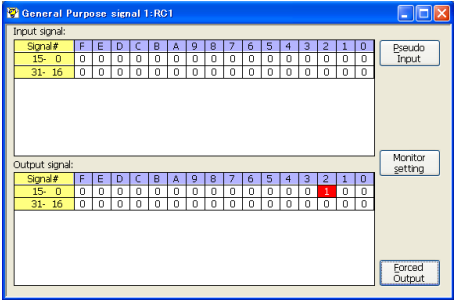 General Purpose signal 1:RC1
Input signal:
Signal# F E D C B A 9 8 7 6 5 4 3 2 1 0
15- 0 0 0 0 0 0 0 0 0 0 0 0 0 0 0 0 0
31- 16 0 0 0 0 0 0 0 0 0 0 0 0 0 0 0 0
Pseudo
Input
Output signal:
Signal# F E D C B A 9 8 7 6 5 4 3 2 1 0
15- 0 0 0 0 0 0 0 0 0 0 0 0 0 0 1 0 0
31- 16 0 0 0 0 0 0 0 0 0 0 0 0 0 0 0 0
Monitor
setting
Forced
Output